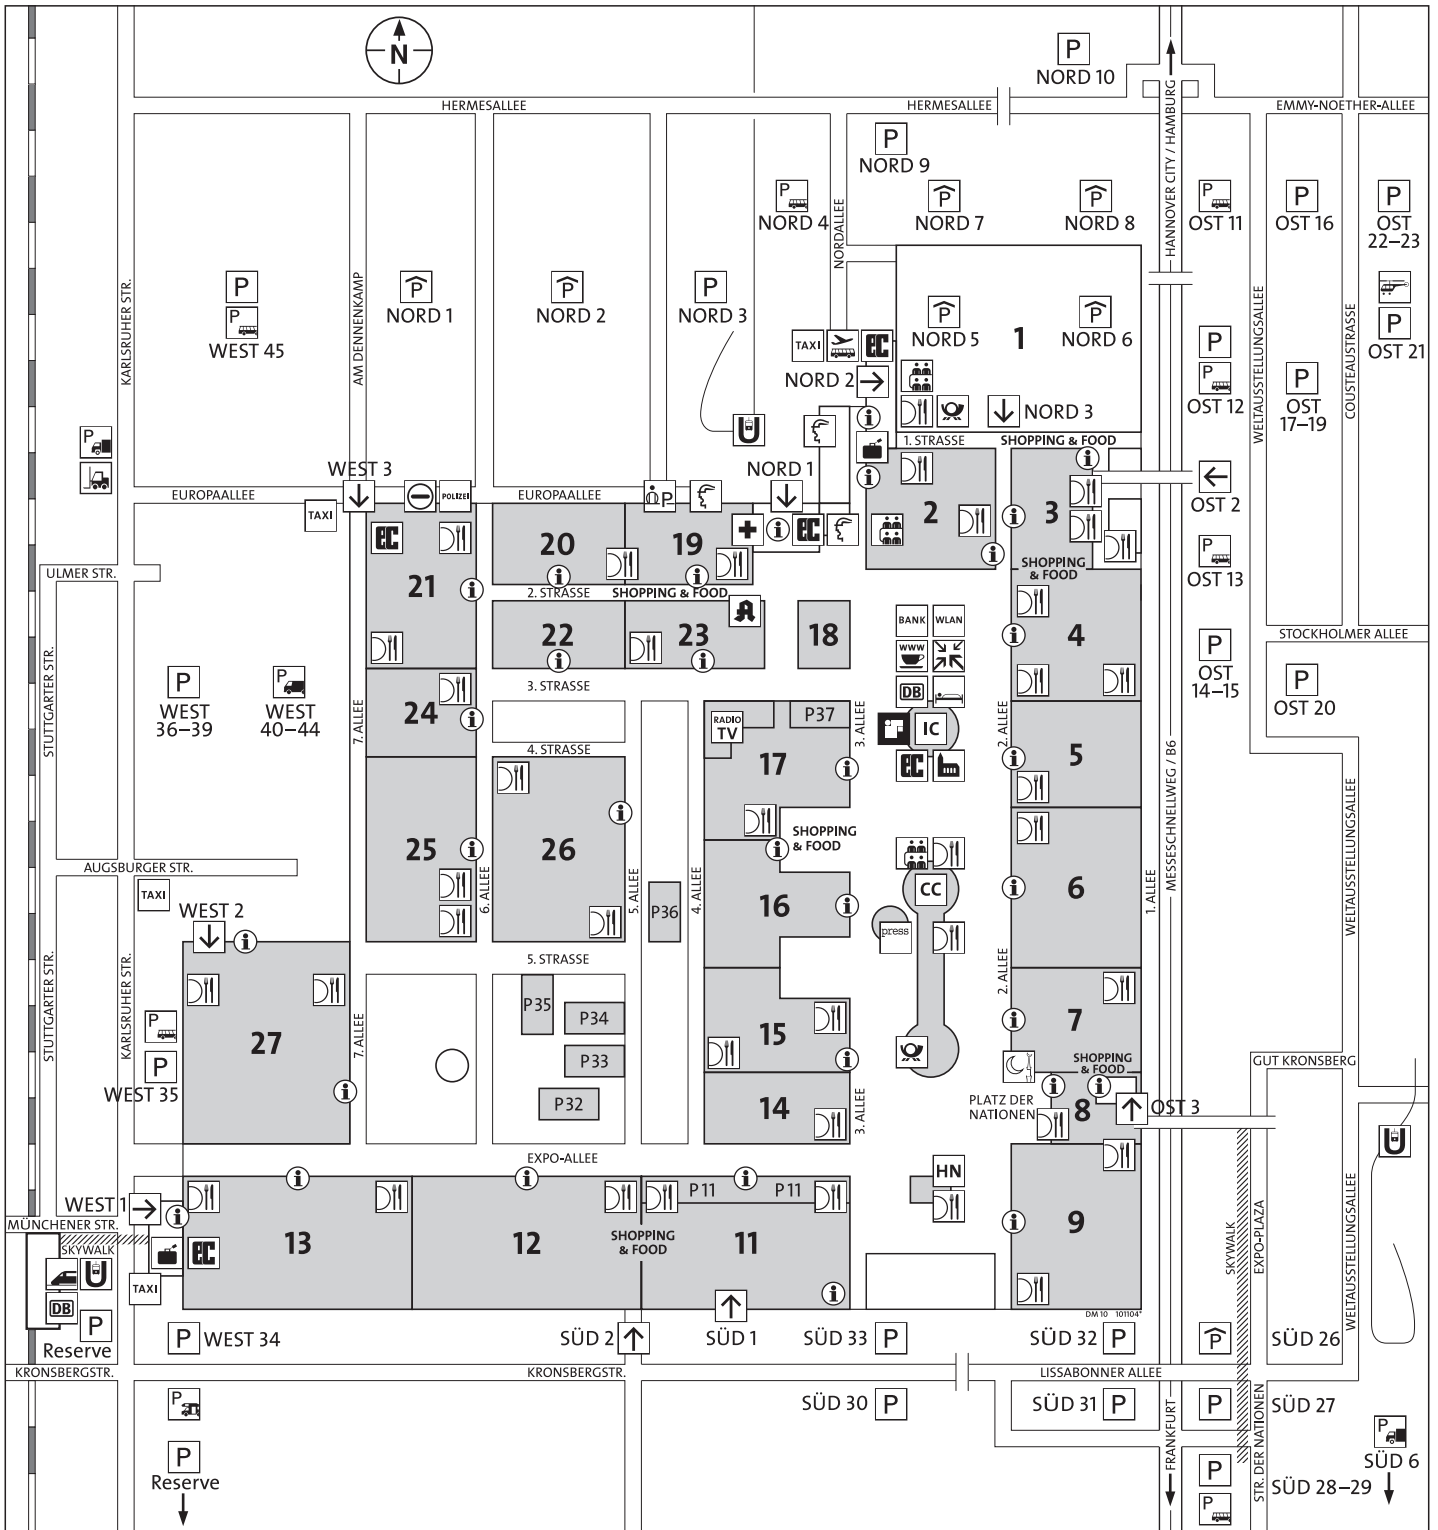 N
P
NORD 10
HERMESALLEE
HERMESALLEE
EMMY-NOETHER-ALLEE
HANNOVER CITY / HAMBURG
P
NORD 9
P
NORD 4
P
NORD 7
P
NORD 8
P
OST 11
P
OST 16
P
OST
22–23
NORDALLEE
KARLSRUHER STR.
AM DENNENKAMP
P
P
WEST 45
P
NORD 1
P
NORD 2
P
NORD 3
P
NORD 5
1
P
NORD 6
P
OST 21
WELTAUSSTELLUNGSALLEE
COUSTEAUSTRASSE
P
P
OST 12
P
OST
17–19
TAXI
EC
NORD 2
NORD 3
U
P
i
1. STRASSE
SHOPPING & FOOD
WEST 3
NORD 1
i
i
OST 2
EUROPAALLEE
POLIZEI
EUROPAALLEE
P
TAXI
EC
20
19
i
EC
2
i
3
i
21
i
i
i
SHOPPING
& FOOD
P
OST 13
ULMER STR.
2. STRASSE
SHOPPING & FOOD
22
i
23
i
A
18
BANK
WLAN
WWW
DB
4
i
STOCKHOLMER ALLEE
P
OST
14–15
P
OST 20
STUTTGARTER STR.
P
WEST
36–39
P
WEST
40–44
3. STRASSE
7. ALLEE
24
i
RADIO
TV
P37
3. ALLEE
IC
2. ALLEE
EC
4. STRASSE
17
i
5
i
MESSESCHNELLWEG / B6
25
i
26
i
SHOPPING
& FOOD
i
AUGSBURGER STR.
6. ALLEE
5. ALLEE
P36
4. ALLEE
16
i
CC
press
6
i
1. ALLEE
WELTAUSSTELLUNGSALLEE
TAXI
WEST 2
i
5. STRASSE
2. ALLEE
STUTTGARTER STR.
KARLSRUHER STR.
27
i
7. ALLEE
P35
P34
P33
P32
15
i
7
i
P
P
WEST 35
SHOPPING
& FOOD
GUT KRONSBERG
14
3. ALLEE
PLATZ DER
NATIONEN
i
8
i
OST 3
U
EXPO-ALLEE
HN
WEST 1
i
i
i
P 11
i
P 11
MÜNCHENER STR.
SKYWALK
EC
13
12
SHOPPING
& FOOD
11
i
9
i
SKYWALK
EXPO-PLAZA
WELTAUSSTELLUNGSALLEE
U
DB
TAXI
P
Reserve
DM 10 101104*
P
WEST 34
SÜD 2
SÜD 1
SÜD 33
P
SÜD 32
P
P
SÜD 26
KRONSBERGSTR.
KRONSBERGSTR.
LISSABONNER ALLEE
P
SÜD 30
P
SÜD 31
P
P
SÜD 27
FRANKFURT
STR. DER NATIONEN
P
SÜD 6
P
Reserve
P
P
SÜD 28–29